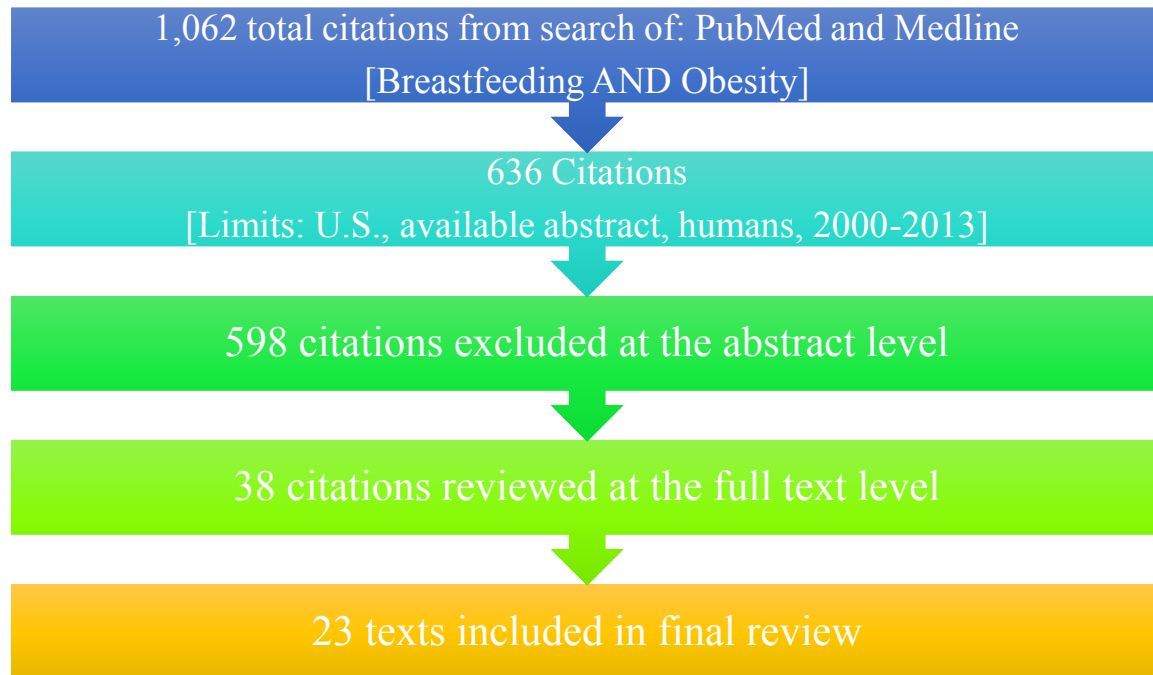 1,062 total citations from search of: PubMed and Medline
[Breastfeeding AND Obesity]
636 Citations
[Limits: U.S., available abstract, humans, 2000-2013]
598 citations excluded at the abstract level
38 citations reviewed at the full text level
23 texts included in final review